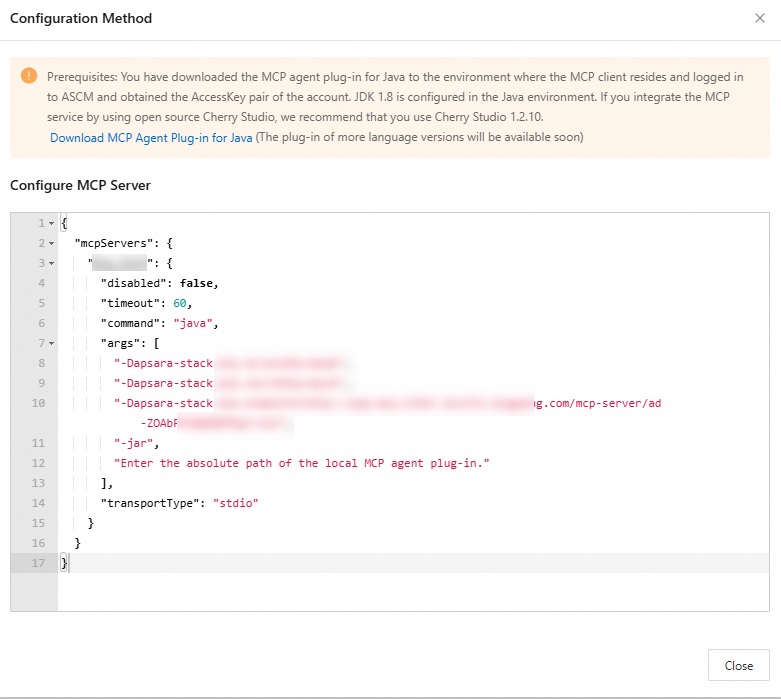 Configuration Method
Prerequisites: You have downloaded the MCP agent plug-in for Java to the environment where the MCP client resides and logged in
to ASCM and obtained the AccessKey pair of the account. JDK 1.8 is configured in the Java environment. If you integrate the MCP
service by using open source Cherry Studio, we recommend that you use Cherry Studio 1.2.10.
Download MCP Agent Plug-in for Java (The plug-in of more language versions will be available soon)
Configure MCP Server
1 {
2 "mcpServers": {
3 "": {
4 "disabled": false,
5 "timeout": 60,
6 "command": "java",
7 "args": [
8 "-Dapsara-stack
9 "-Dapsara-stack
10 "-Dapsara-stack g.com/mcp-server/ad
-ZOAbF
11 "-jar",
12 "Enter the absolute path of the local MCP agent plug-in."
13 ],
14 "transportType": "stdio"
15 }
16 }
17 }
Close